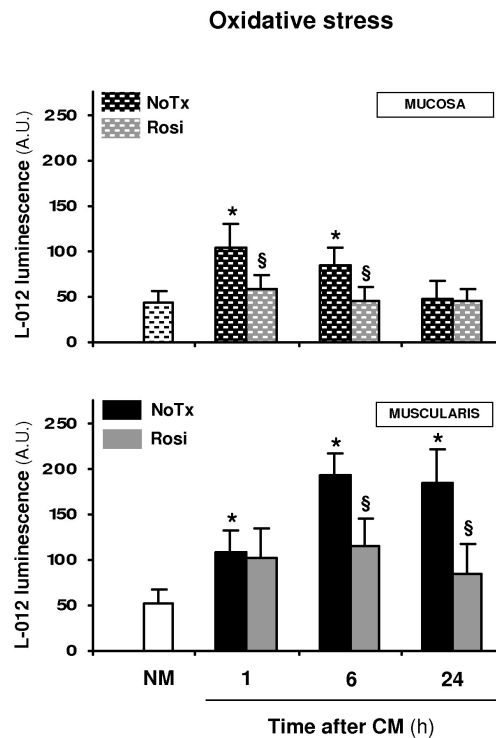 Oxidative stress
NoTx
Rosi
MUCOSA
L-012 luminescence (A.U.)
250
200
150
100
50
0
*
§
*
§
NoTx
Rosi
MUSCULARIS
L-012 luminescence (A.U.)
250
200
150
100
50
0
*
*
§
*
§
NM 1 6 24
Time after CM (h)